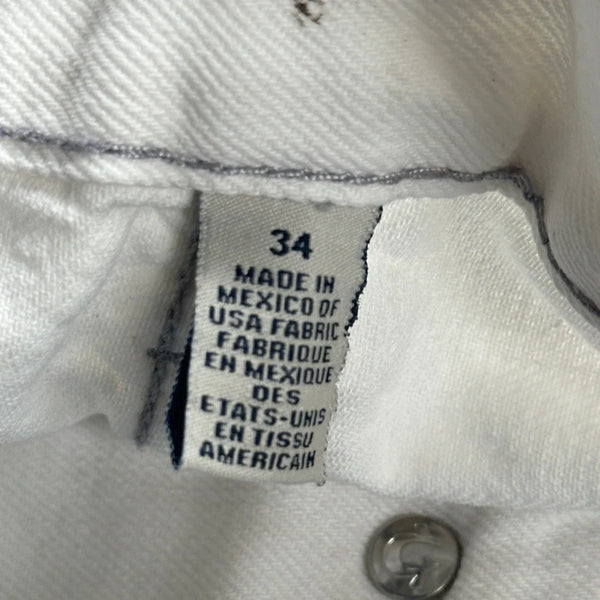 34
MADE IN
MEXICO OF
USA FABRIC
FABRIQUE
EN MEXIQUE
DES
ETATS-UNIS
EN TISSU
AMERICAIN
G